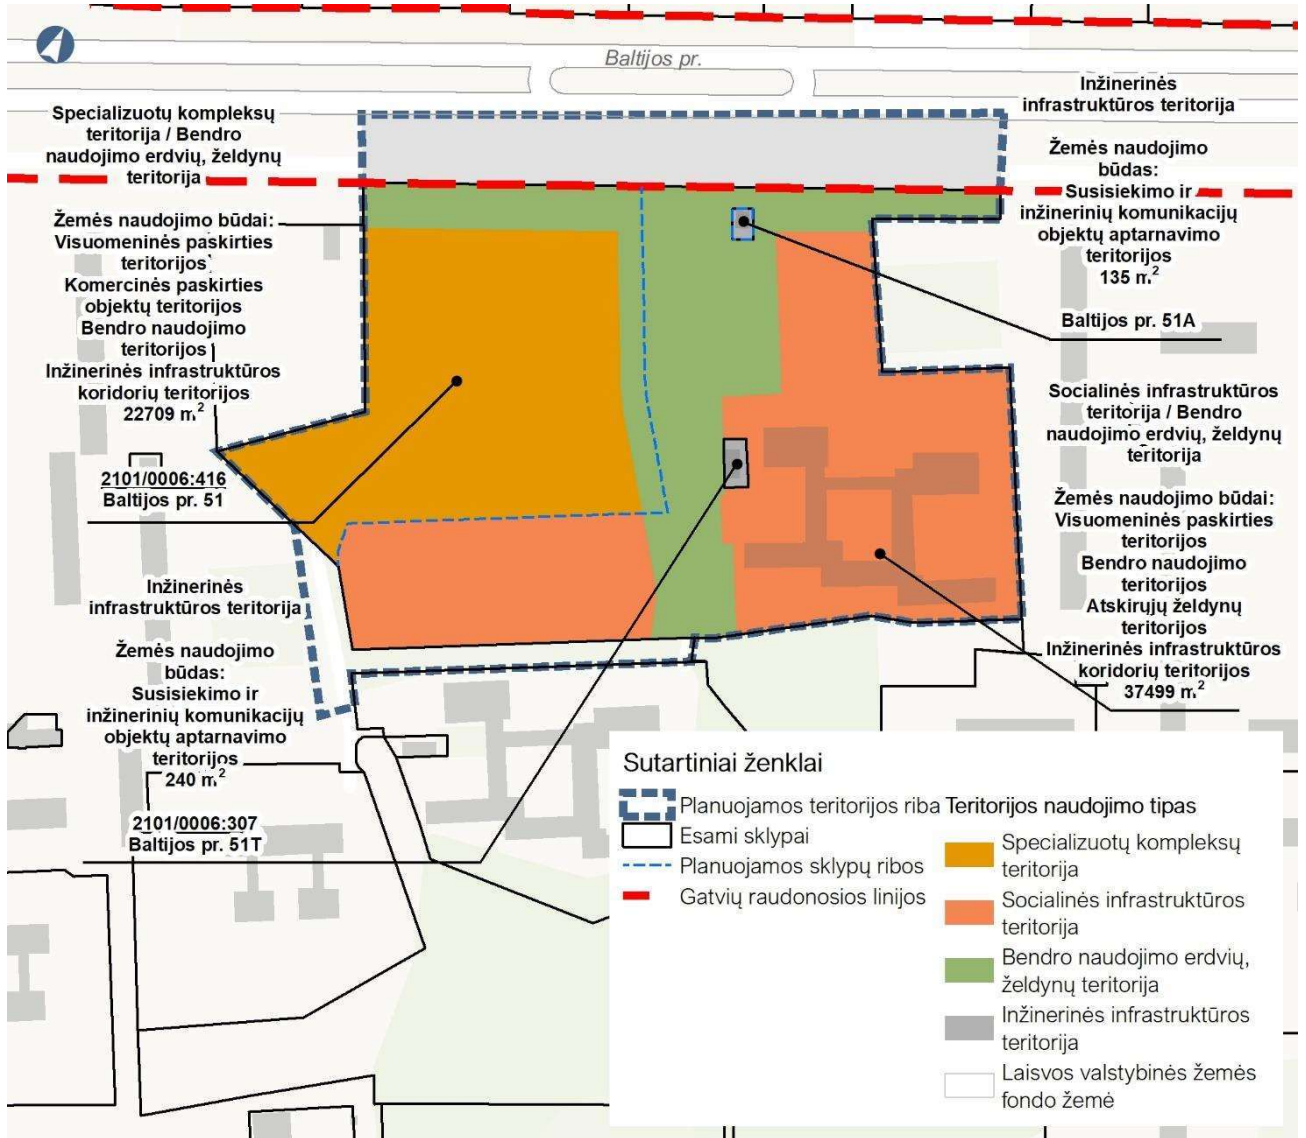 Baltijos pr.
Specializuotų kompleksų
teritorija / Bendro
naudojimo erdvių, želdynų
teritorija
Žemės naudojimo būdai:
Visuomeninės paskirties
teritorijos
Komercinės paskirties
objektų teritorijos
Bendro naudojimo
teritorijos
Inžinerinės infrastruktūros
koridorių teritorijos
22709 m²
2101/0006:416
Baltijos pr. 51
Inžinerinės
infrastruktūros teritorija
Žemės naudojimo
būdas:
Susisiekimo ir
inžinerinių komunikacijų
objektų aptarnavimo
teritorijos
240 m²
2101/0006:307
Baltijos pr. 51T
Inžinerinės
infrastruktūros teritorija
Žemės naudojimo
būdas:
Susisiekimo ir
inžinerinių komunikacijų
objektų aptarnavimo
teritorijos
135 m²
Baltijos pr. 51A
Socialinės infrastruktūros
teritorija / Bendro
naudojimo erdvių, želdynų
teritorija
Žemės naudojimo būdai:
Visuomeninės paskirties
teritorijos
Bendro naudojimo
teritorijos
Atskirųjų želdynų
teritorijos
Inžinerinės infrastruktūros
koridorių teritorijos
37499 m²
Sutartiniai ženklai
Planuojamos teritorijos riba
Esami sklypai
Planuojamos sklypų ribos
Gatvių raudonosios linijos
Teritorijos naudojimo tipas
Specializuotų kompleksų
teritorija
Socialinės infrastruktūros
teritorija
Bendro naudojimo erdvių,
želdynų teritorija
Inžinerinės infrastruktūros
teritorija
Laisvos valstybinės žemės
fondo žemė